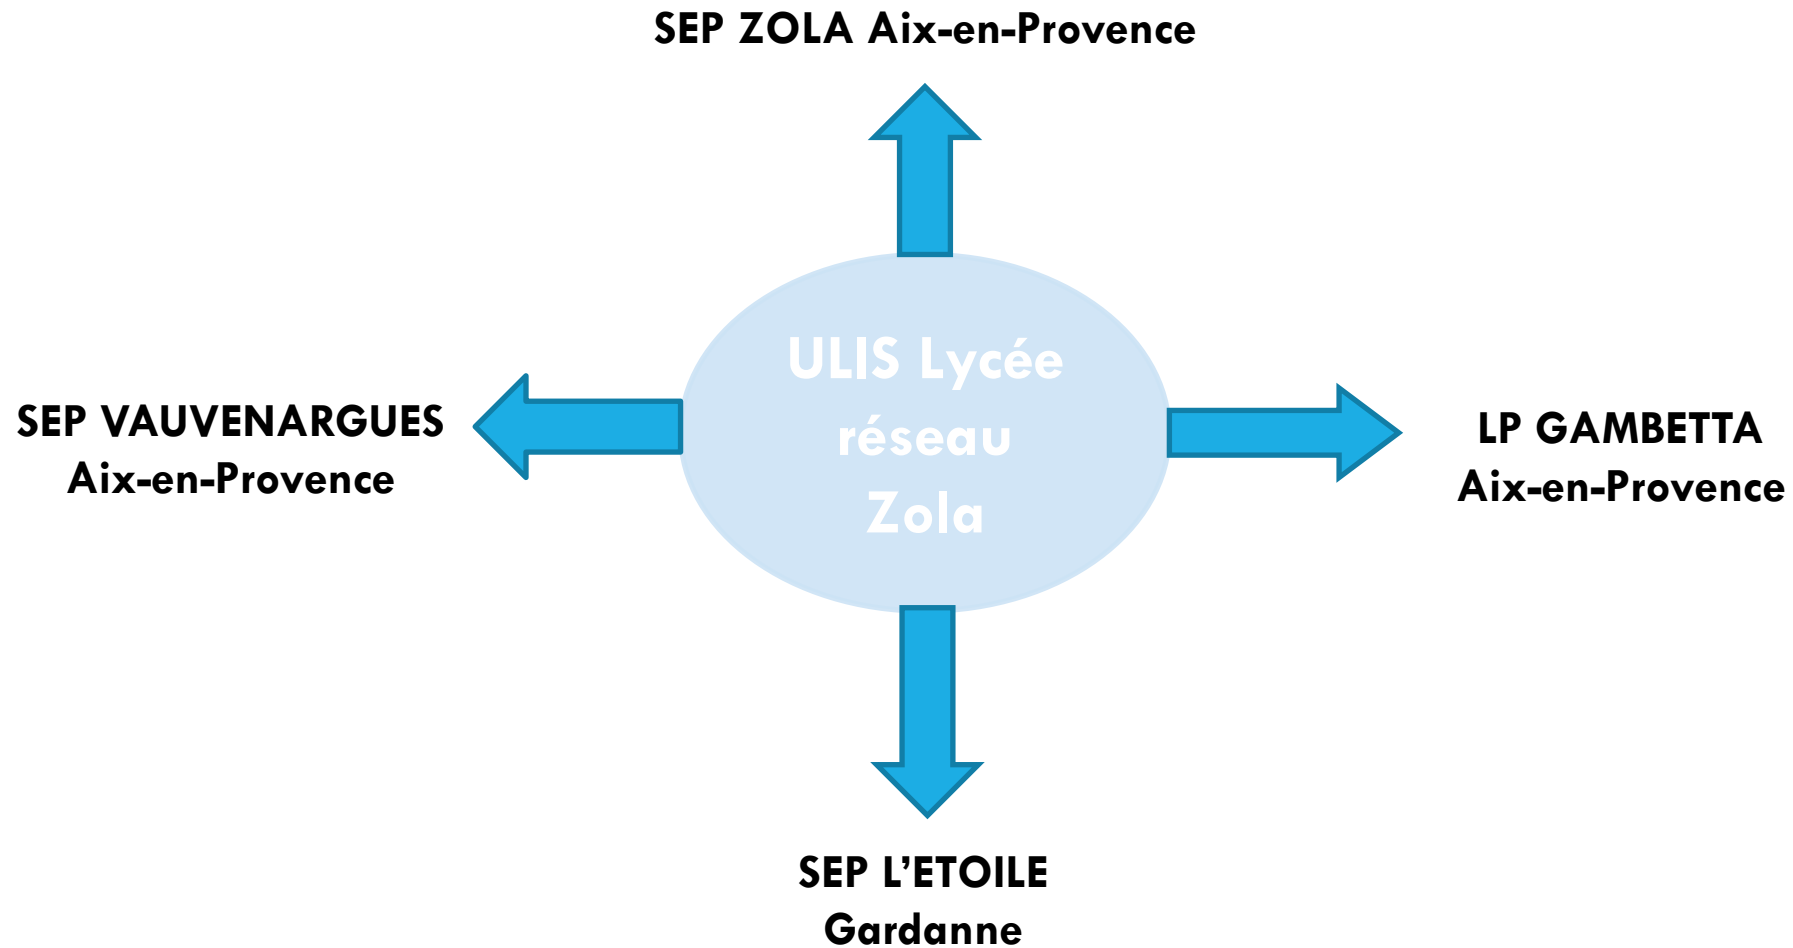 SEP ZOLA Aix-en-Provence
ULIS Lycée
réseau
Zola
SEP VAUVENARGUES
Aix-en-Provence
LP GAMBETTA
Aix-en-Provence
SEP L’ETOILE
Gardanne